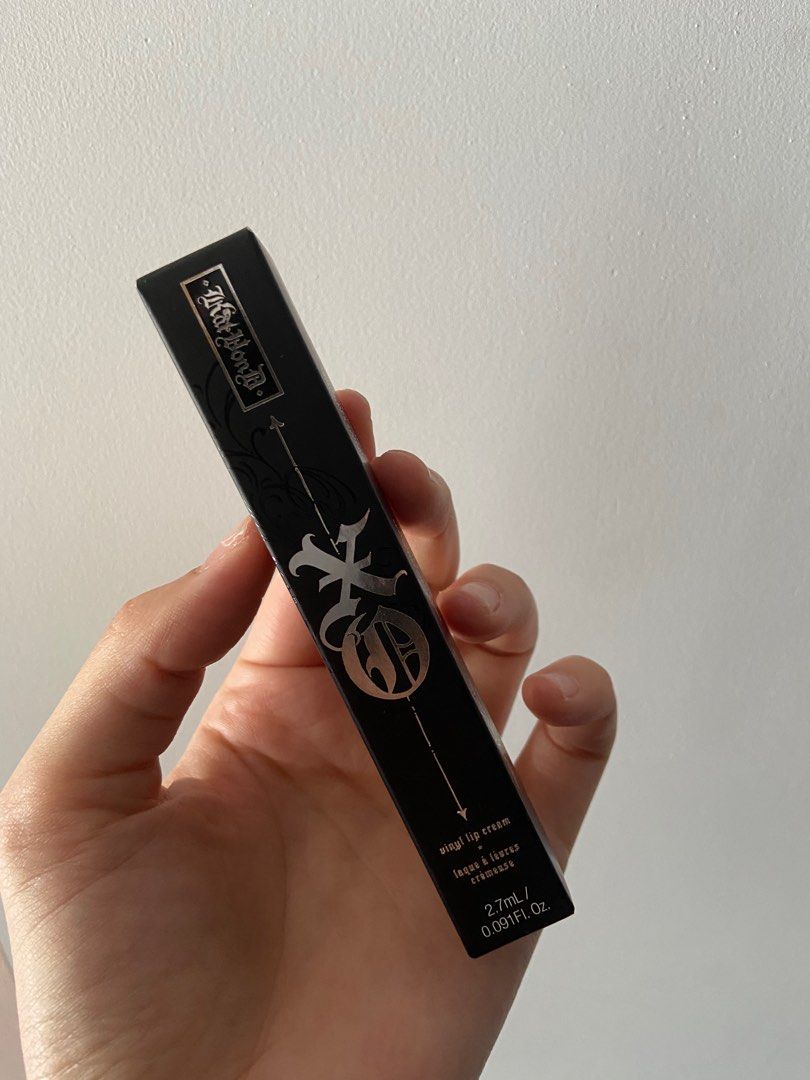 Kat Von D
XO
vinyl lip cream
laque à lèvres
crémeuse
2.7mL /
0.091Fl. Oz.